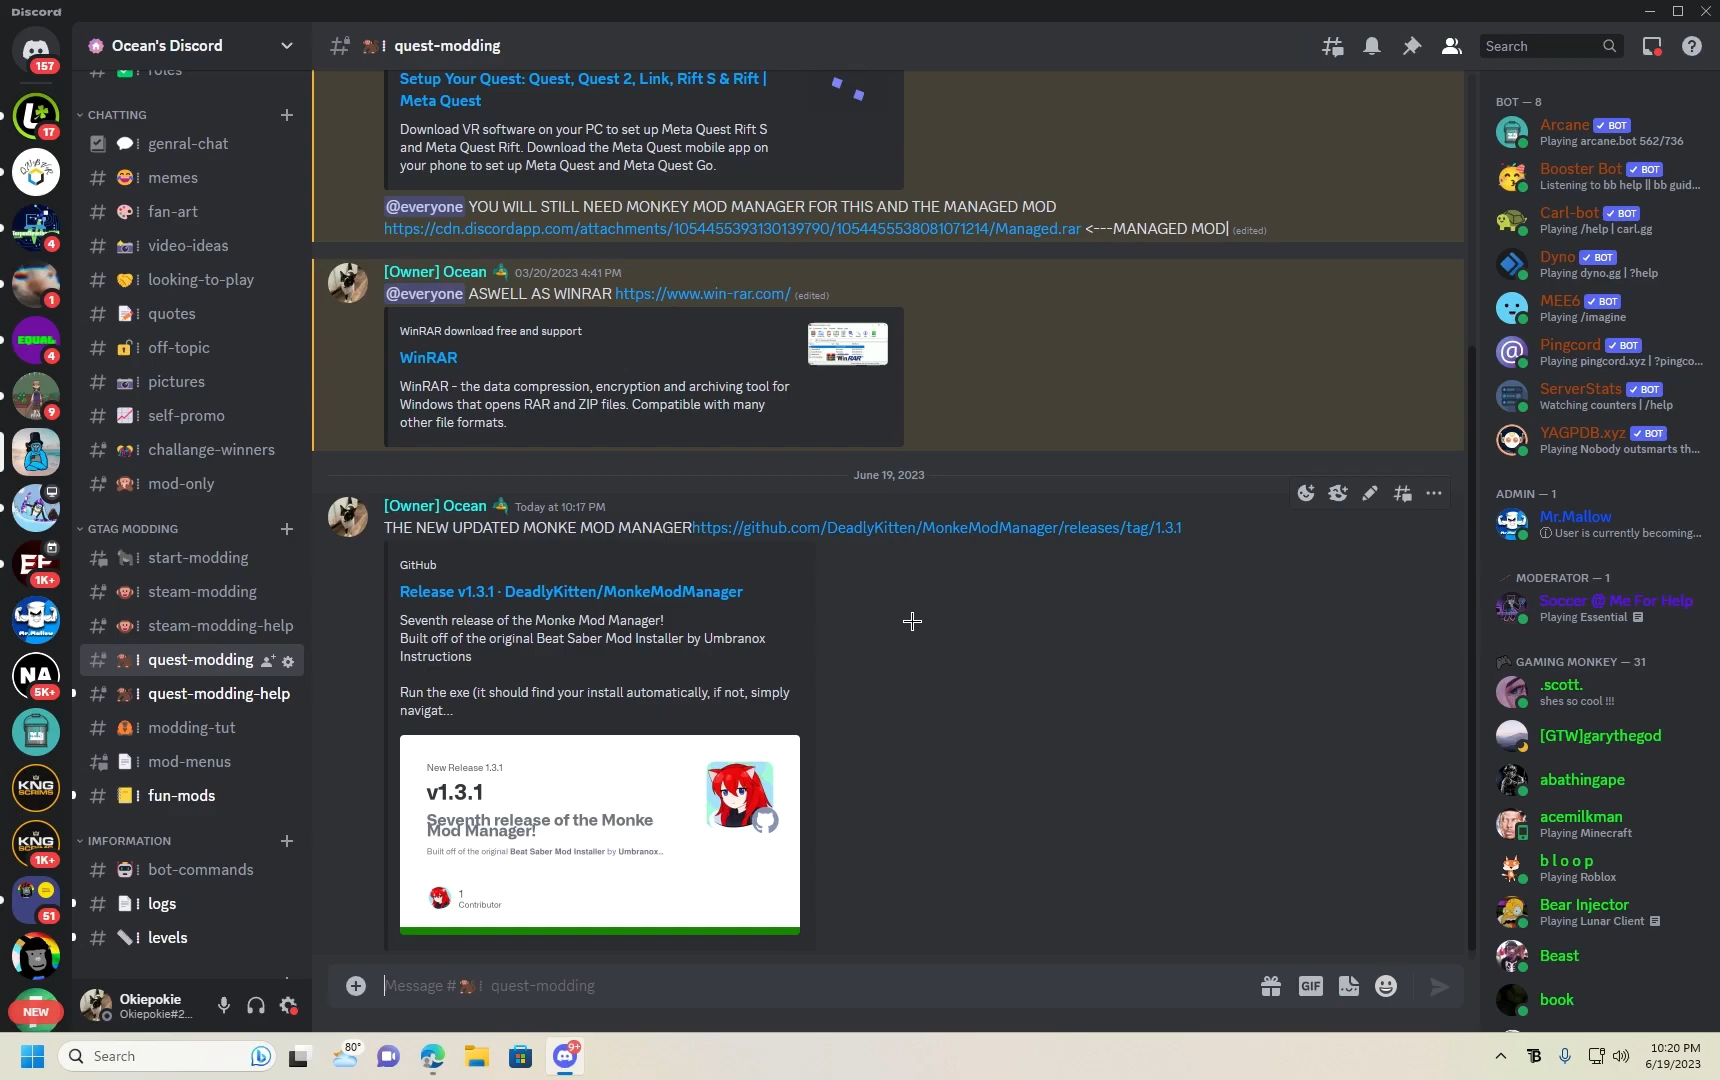 Discord
157
17
4
1
EQUAL
4
9
EF
1K+
Mr.Mallow
NA
5K+
KNG
SCRIMS
KNG
1K+
51
NEW
Ocean's Discord
roles
CHATTING
genral-chat
memes
fan-art
video-ideas
looking-to-play
quotes
off-topic
pictures
self-promo
challange-winners
mod-only
GTAG MODDING
start-modding
steam-modding
steam-modding-help
quest-modding
quest-modding-help
modding-tut
mod-menus
fun-mods
IMFORMATION
bot-commands
logs
levels
Okiepokie
Okiepokie#2...
quest-modding
Search
Setup Your Quest: Quest, Quest 2, Link, Rift S & Rift |
Meta Quest
Download VR software on your PC to set up Meta Quest Rift S
and Meta Quest Rift. Download the Meta Quest mobile app on
your phone to set up Meta Quest and Meta Quest Go.
@everyone YOU WILL STILL NEED MONKEY MOD MANAGER FOR THIS AND THE MANAGED MOD
https://cdn.discordapp.com/attachments/1054455393130139790/1054455538081071214/Managed.rar <---MANAGED MOD| (edited)
[Owner] Ocean 03/20/2023 4:41 PM
@everyone ASWELL AS WINRAR https://www.win-rar.com/ (edited)
WinRAR download free and support
WinRAR
WinRAR - the data compression, encryption and archiving tool for
Windows that opens RAR and ZIP files. Compatible with many
other file formats.
June 19, 2023
[Owner] Ocean Today at 10:17 PM
THE NEW UPDATED MONKE MOD MANAGERhttps://github.com/DeadlyKitten/MonkeModManager/releases/tag/1.3.1
GitHub
Release v1.3.1 · DeadlyKitten/MonkeModManager
Seventh release of the Monke Mod Manager!
Built off of the original Beat Saber Mod Installer by Umbranox
Instructions
Run the exe (it should find your install automatically, if not, simply
navigat...
New Release 1.3.1
v1.3.1
Seventh release of the Monke
Mod Manager!
Built off of the original Beat Saber Mod Installer by Umbranox...
1
Contributor
Message # quest-modding
GIF
BOT — 8
Arcane BOT
Playing arcane.bot 562/736
Booster Bot BOT
Listening to bb help || bb guid...
Carl-bot BOT
Playing /help | carl.gg
Dyno BOT
Playing dyno.gg | ?help
MEE6 BOT
Playing /imagine
Pingcord BOT
Playing pingcord.xyz | ?pingco...
ServerStats BOT
Watching counters | /help
YAGPDB.xyz BOT
Playing Nobody outsmarts th...
ADMIN — 1
Mr.Mallow
User is currently becoming...
MODERATOR — 1
Soccer @ Me For Help
Playing Essential
GAMING MONKEY — 31
.scott.
shes so cool !!!
[GTW]garythegod
abathingape
acemilkman
Playing Minecraft
b l o o p
Playing Roblox
Bear Injector
Playing Lunar Client
Beast
book
Search
80°
9+
10:20 PM
6/19/2023